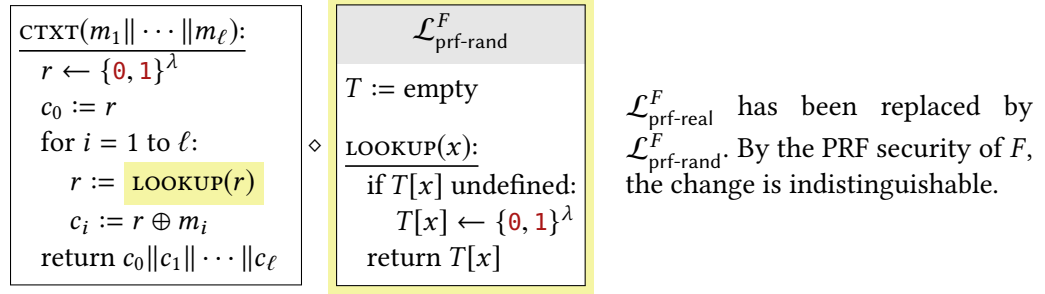 CTXT(m₁‖ ⋯ ‖m_ℓ):
r ← {0, 1}^λ
c₀ := r
for i = 1 to ℓ:
r := LOOKUP(r)
c_i := r ⊕ m_i
return c₀‖c₁‖ ⋯ ‖c_ℓ
⋄
𝓛^F_prf-rand
T := empty
LOOKUP(x):
if T[x] undefined:
T[x] ← {0, 1}^λ
return T[x]
𝓛^F_prf-real has been replaced by
𝓛^F_prf-rand. By the PRF security of F,
the change is indistinguishable.